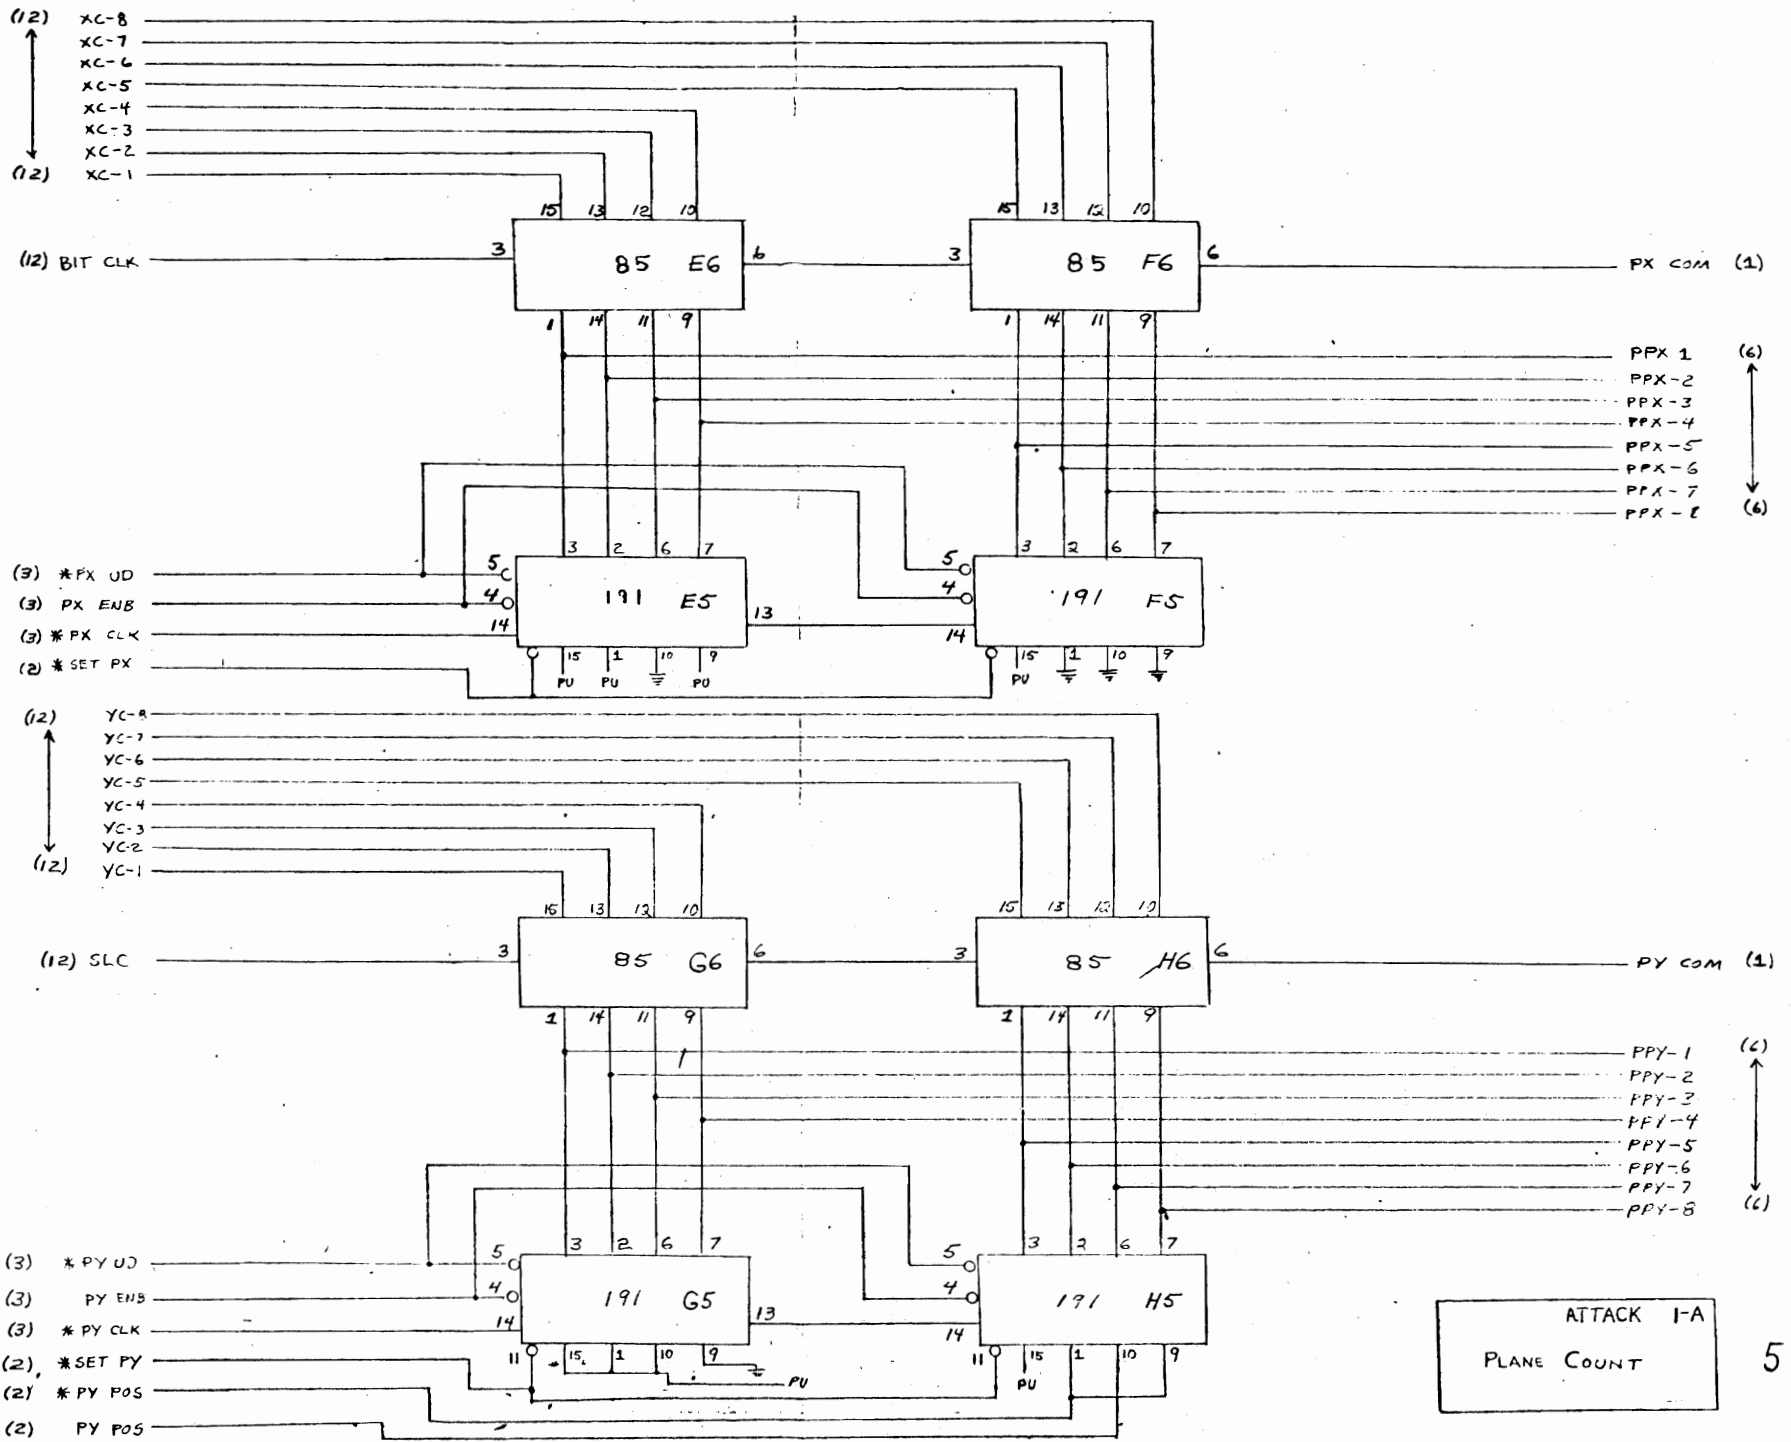 (12) XC-8
XC-7
XC-6
XC-5
XC-4
XC-3
XC-2
(12) XC-1
15 13 12 10
15 13 12 10
(12) BIT CLK 3 85 E6 6 3 85 F6 6 PX COM (1)
1 14 11 9
1 14 11 9
PPX 1 (6)
PPX-2
PPX-3
PPX-4
PPX-5
PPX-6
PPX-7
PPX-8 (6)
3 2 6 7
3 2 6 7
(3) *PX UD 5 5
(3) PX ENB 4 191 E5 4 191 F5
(3) *PX CLK 14 13 14
(2) *SET PX 15 1 10 9 15 1 10 9
PU PU PU PU
(12) YC-8
YC-7
YC-6
YC-5
YC-4
YC-3
YC-2
(12) YC-1
15 13 12 10
15 13 12 10
(12) SLC 3 85 G6 6 3 85 H6 6 PY COM (1)
1 14 11 9
1 14 11 9
PPY-1 (6)
PPY-2
PPY-3
PPY-4
PPY-5
PPY-6
PPY-7
PPY-8 (6)
3 2 6 7
3 2 6 7
(3) *PY UD 5 5
(3) PY ENB 4 191 G5 4 191 H5
(3) *PY CLK 14 13 14
(2) *SET PY 11 15 1 10 9 11 15 1 10 9
PU PU
(2) *PY POS
(2) PY POS
ATTACK 1-A
PLANE COUNT
5